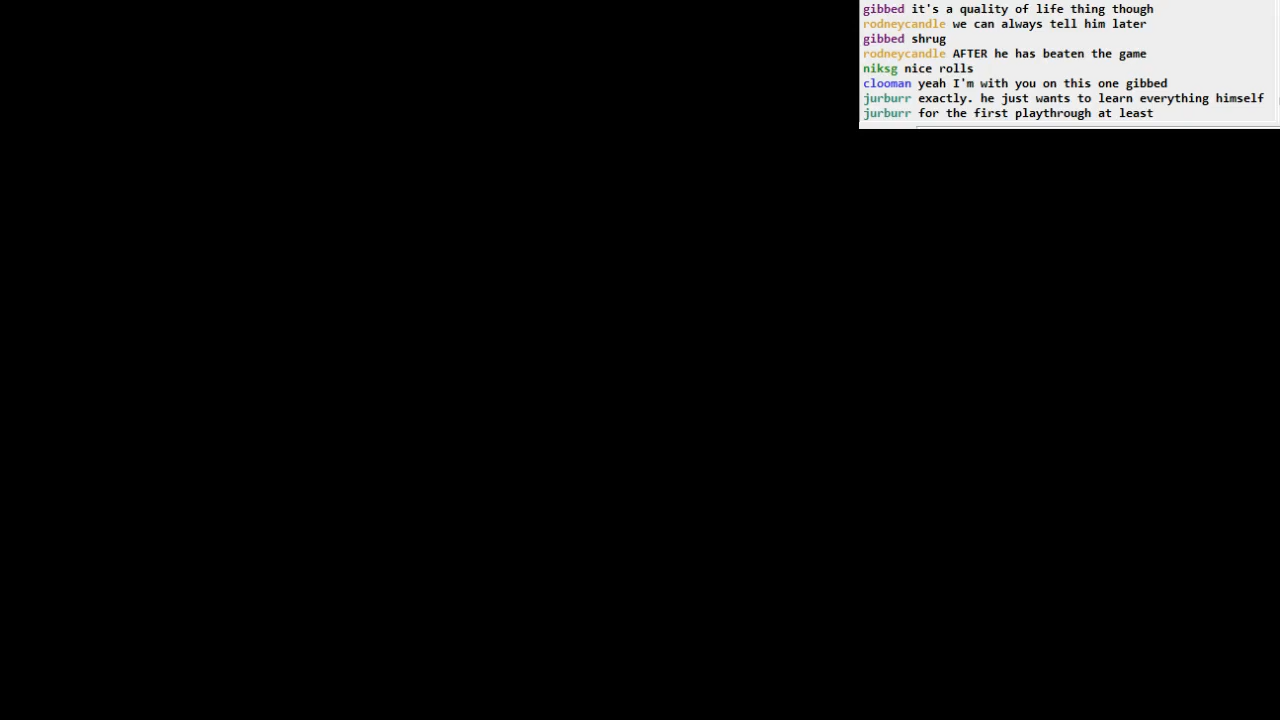 gibbed it's a quality of life thing though
rodneycandle we can always tell him later
gibbed shrug
rodneycandle AFTER he has beaten the game
niksg nice rolls
clooman yeah I'm with you on this one gibbed
jurburr exactly. he just wants to learn everything himself
jurburr for the first playthrough at least